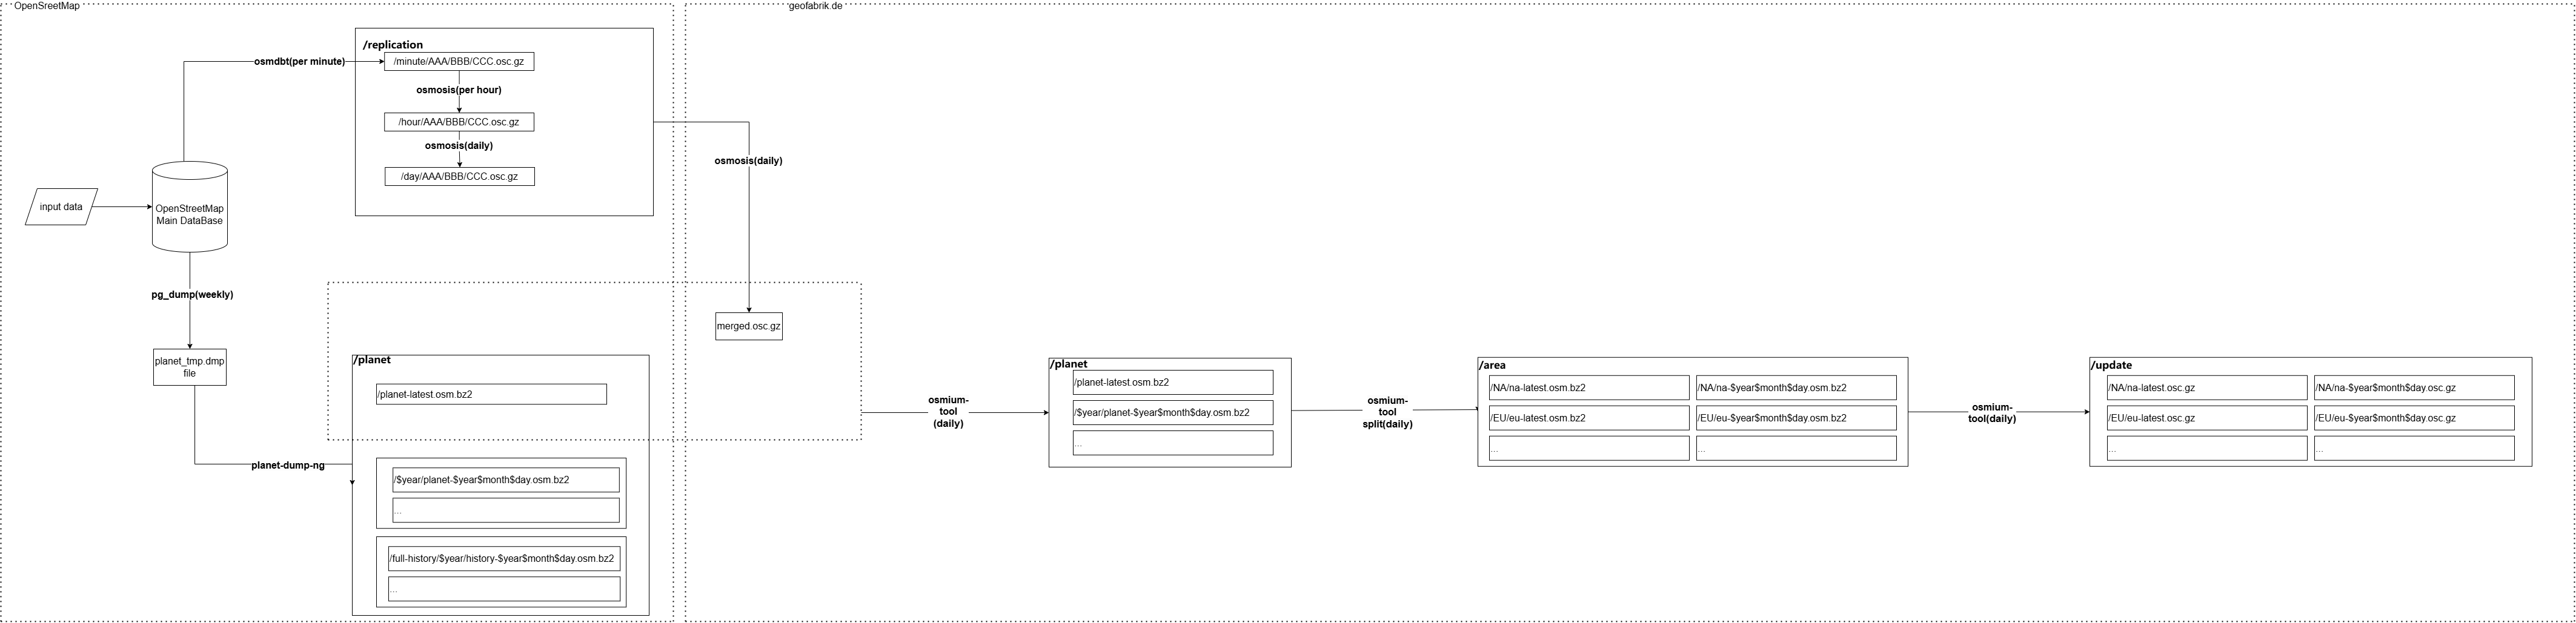 OpenSreetMap
geofabrik.de
/replication
osmdbt(per minute)
/minute/AAA/BBB/CCC.osc.gz
osmosis(per hour)
/hour/AAA/BBB/CCC.osc.gz
osmosis(daily)
/day/AAA/BBB/CCC.osc.gz
osmosis(daily)
input data
OpenStreetMap
Main DataBase
pg_dump(weekly)
planet_tmp.dmp
file
planet-dump-ng
/planet
/planet-latest.osm.bz2
/$year/planet-$year$month$day.osm.bz2
...
/full-history/$year/history-$year$month$day.osm.bz2
...
merged.osc.gz
osmium-
tool
(daily)
/planet
/planet-latest.osm.bz2
/$year/planet-$year$month$day.osm.bz2
...
osmium-
tool
split(daily)
/area
/NA/na-latest.osm.bz2
/NA/na-$year$month$day.osm.bz2
/EU/eu-latest.osm.bz2
/EU/eu-$year$month$day.osm.bz2
...
...
osmium-
tool(daily)
/update
/NA/na-latest.osc.gz
/NA/na-$year$month$day.osc.gz
/EU/eu-latest.osc.gz
/EU/eu-$year$month$day.osc.gz
...
...